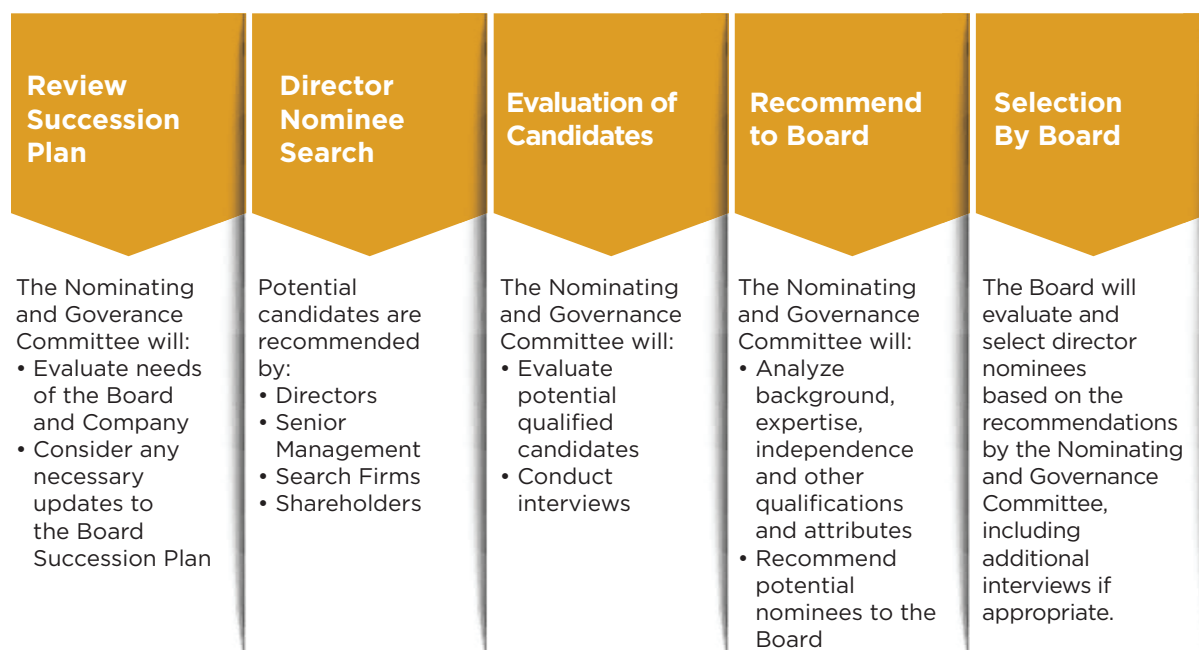 Review
Succession
Plan
The Nominating
and Goverance
Committee will:
• Evaluate needs
of the Board
and Company
• Consider any
necessary
updates to
the Board
Succession Plan
Director
Nominee
Search
Potential
candidates are
recommended
by:
• Directors
• Senior
Management
• Search Firms
• Shareholders
Evaluation of
Candidates
The Nominating
and Governance
Committee will:
• Evaluate
potential
qualified
candidates
• Conduct
interviews
Recommend
to Board
The Nominating
and Governance
Committee will:
• Analyze
background,
expertise,
independence
and other
qualifications
and attributes
• Recommend
potential
nominees to the
Board
Selection
By Board
The Board will
evaluate and
select director
nominees
based on the
recommendations
by the Nominating
and Governance
Committee,
including
additional
interviews if
appropriate.